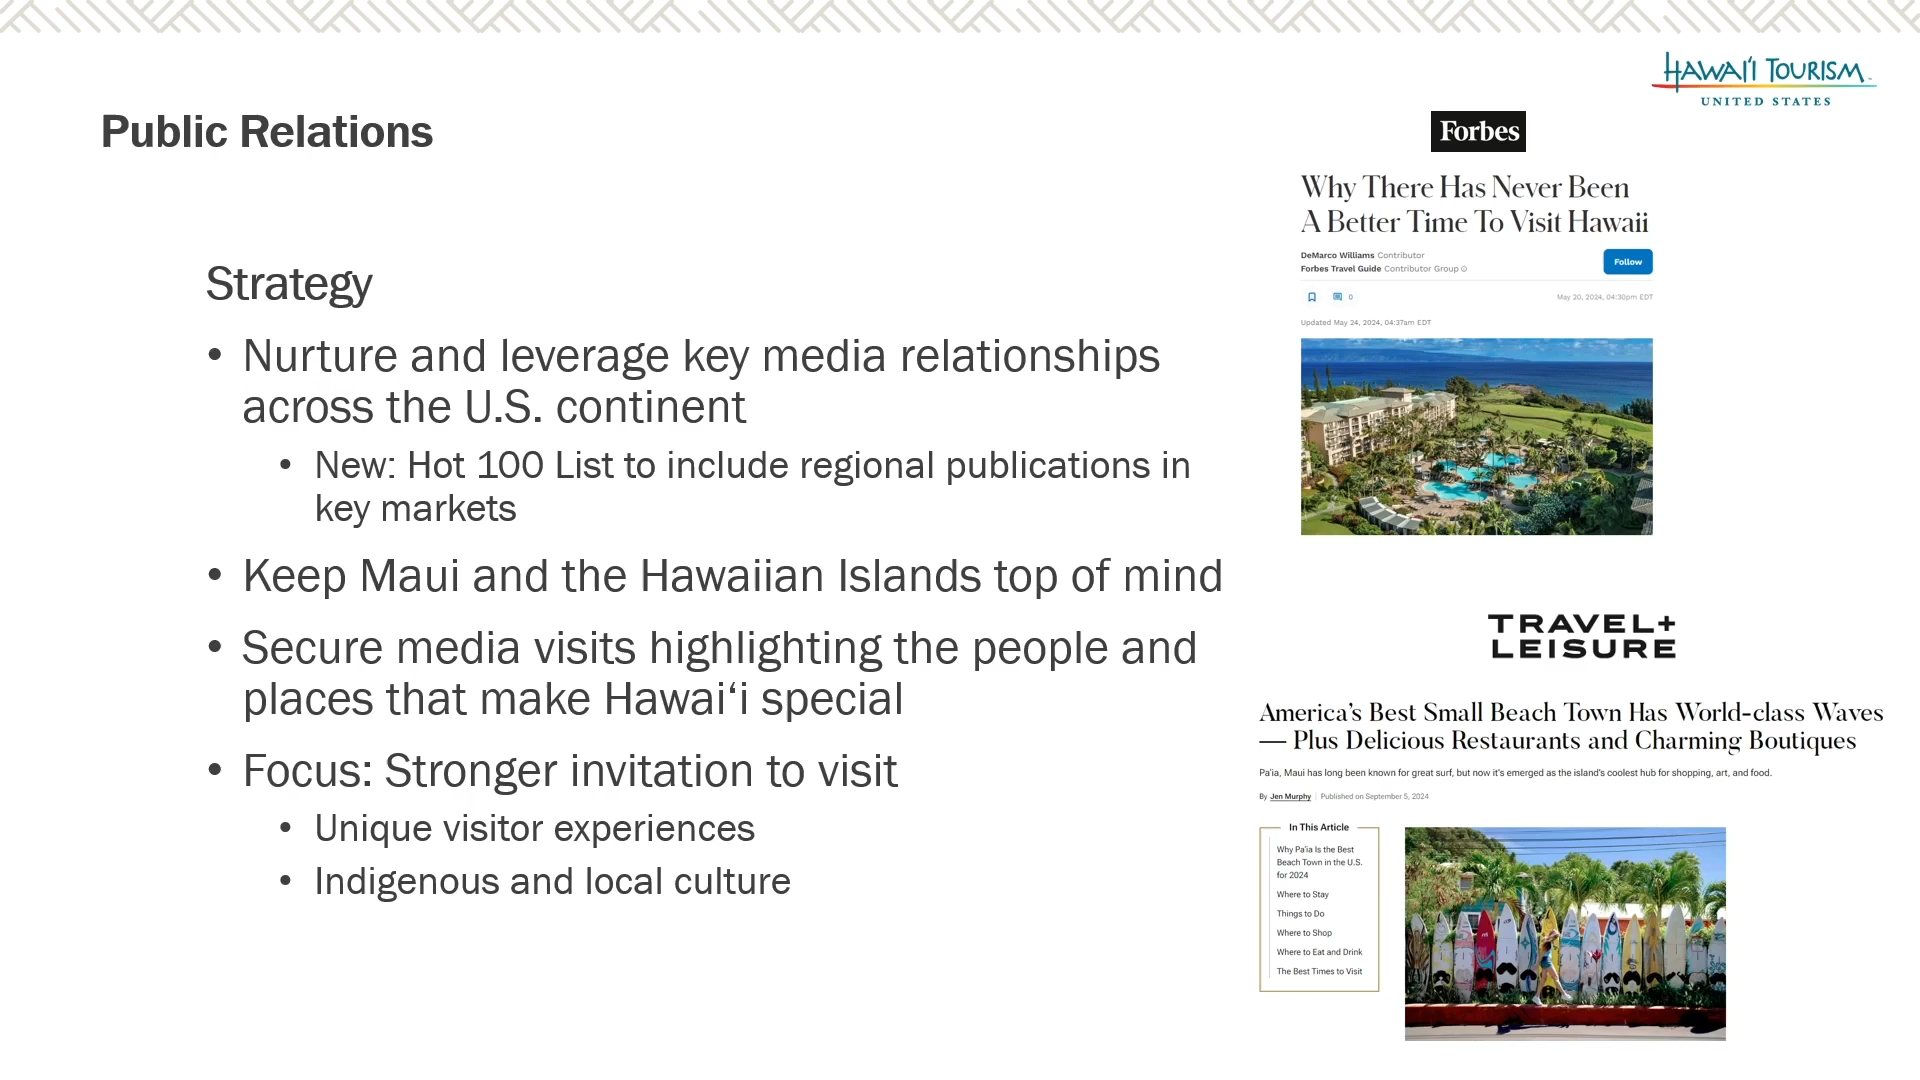 HAWAI‘I TOURISM™
UNITED STATES
Public Relations
Strategy
• Nurture and leverage key media relationships
across the U.S. continent
• New: Hot 100 List to include regional publications in
key markets
• Keep Maui and the Hawaiian Islands top of mind
• Secure media visits highlighting the people and
places that make Hawai‘i special
• Focus: Stronger invitation to visit
• Unique visitor experiences
• Indigenous and local culture
Forbes
Why There Has Never Been
A Better Time To Visit Hawaii
DeMarco Williams Contributor
Forbes Travel Guide Contributor Group
Follow
0
May 20, 2024, 04:30pm EDT
Updated May 24, 2024, 04:37am EDT
TRAVEL+
LEISURE
America's Best Small Beach Town Has World-class Waves
— Plus Delicious Restaurants and Charming Boutiques
Pa'ia, Maui has long been known for great surf, but now it's emerged as the island's coolest hub for shopping, art, and food.
By Jen Murphy | Published on September 5, 2024
In This Article
Why Pa'ia Is the Best
Beach Town in the U.S.
for 2024
Where to Stay
Things to Do
Where to Shop
Where to Eat and Drink
The Best Times to Visit